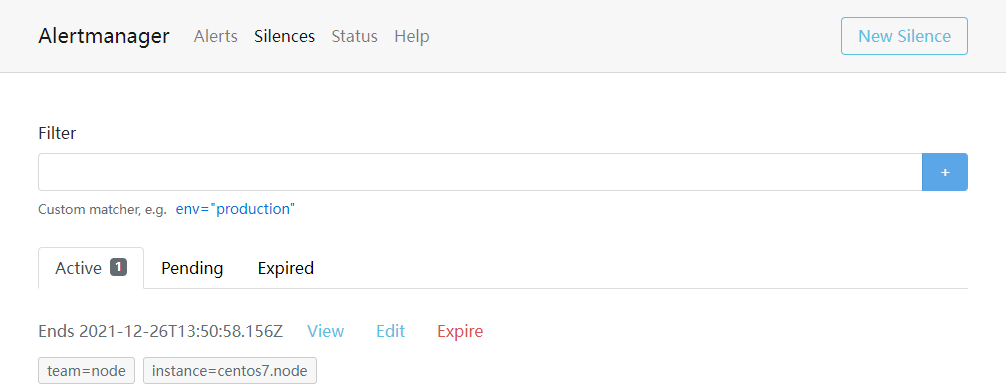 Alertmanager Alerts Silences Status Help New Silence
Filter
+
Custom matcher, e.g. env="production"
Active 1 Pending Expired
Ends 2021-12-26T13:50:58.156Z View Edit Expire
team=node instance=centos7.node